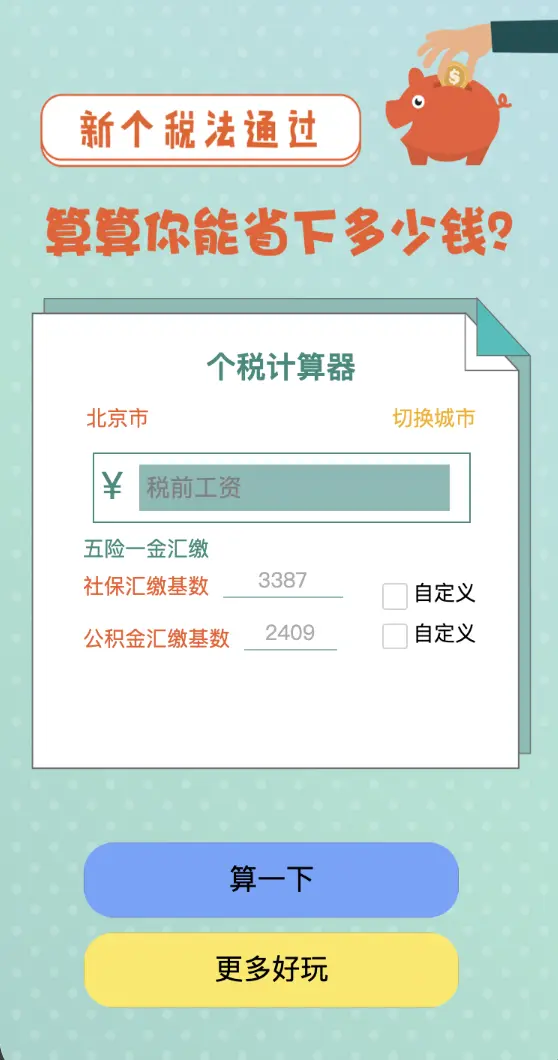 新个税法通过
算算你能省下多少钱?
个税计算器
北京市 切换城市
¥ 税前工资
五险一金汇缴
社保汇缴基数 3387 自定义
公积金汇缴基数 2409 自定义
算一下
更多好玩